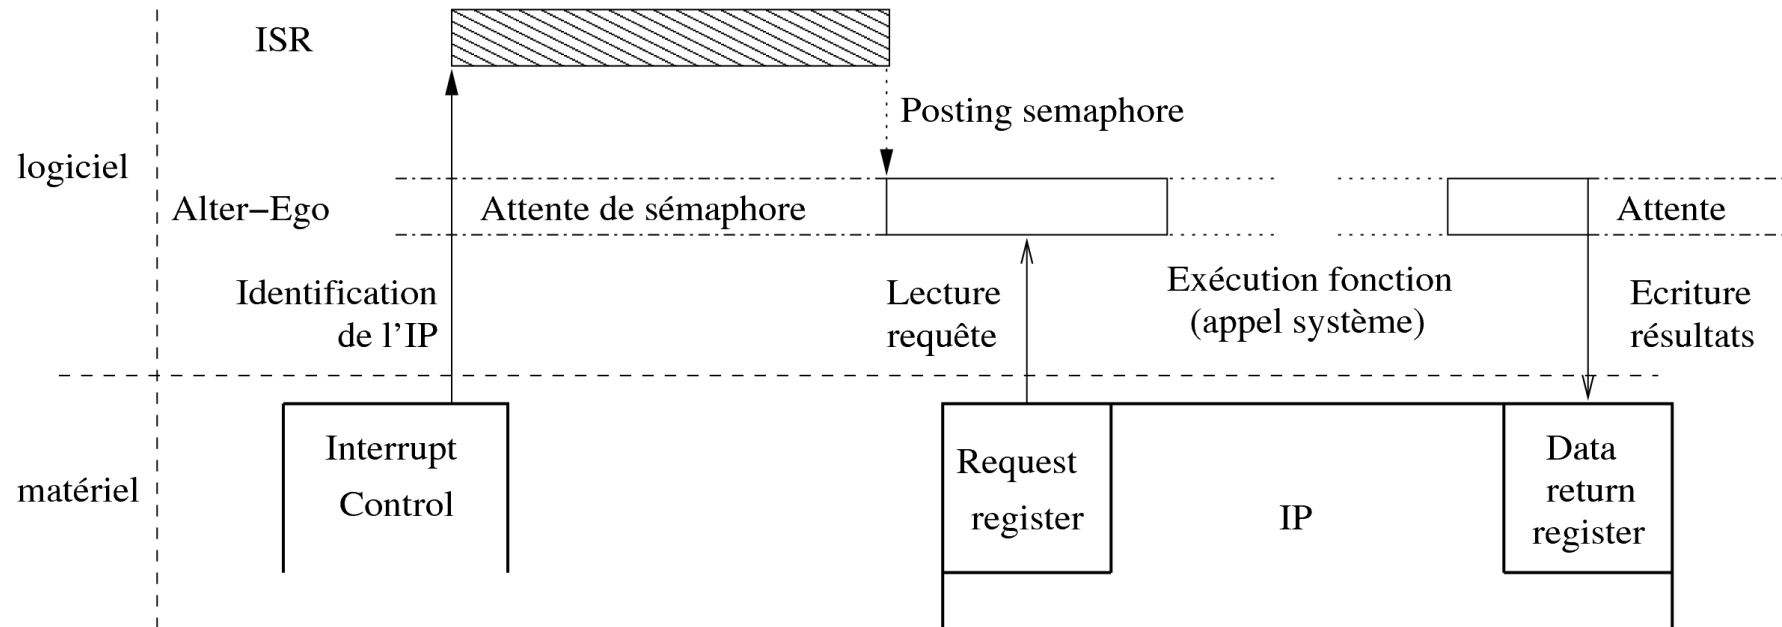 ISR
Posting semaphore
logiciel
Alter−Ego
Attente de sémaphore
Attente
Identification
de l'IP
Lecture
requête
Exécution fonction
(appel système)
Ecriture
résultats
matériel
Interrupt
Control
Request
register
IP
Data
return
register